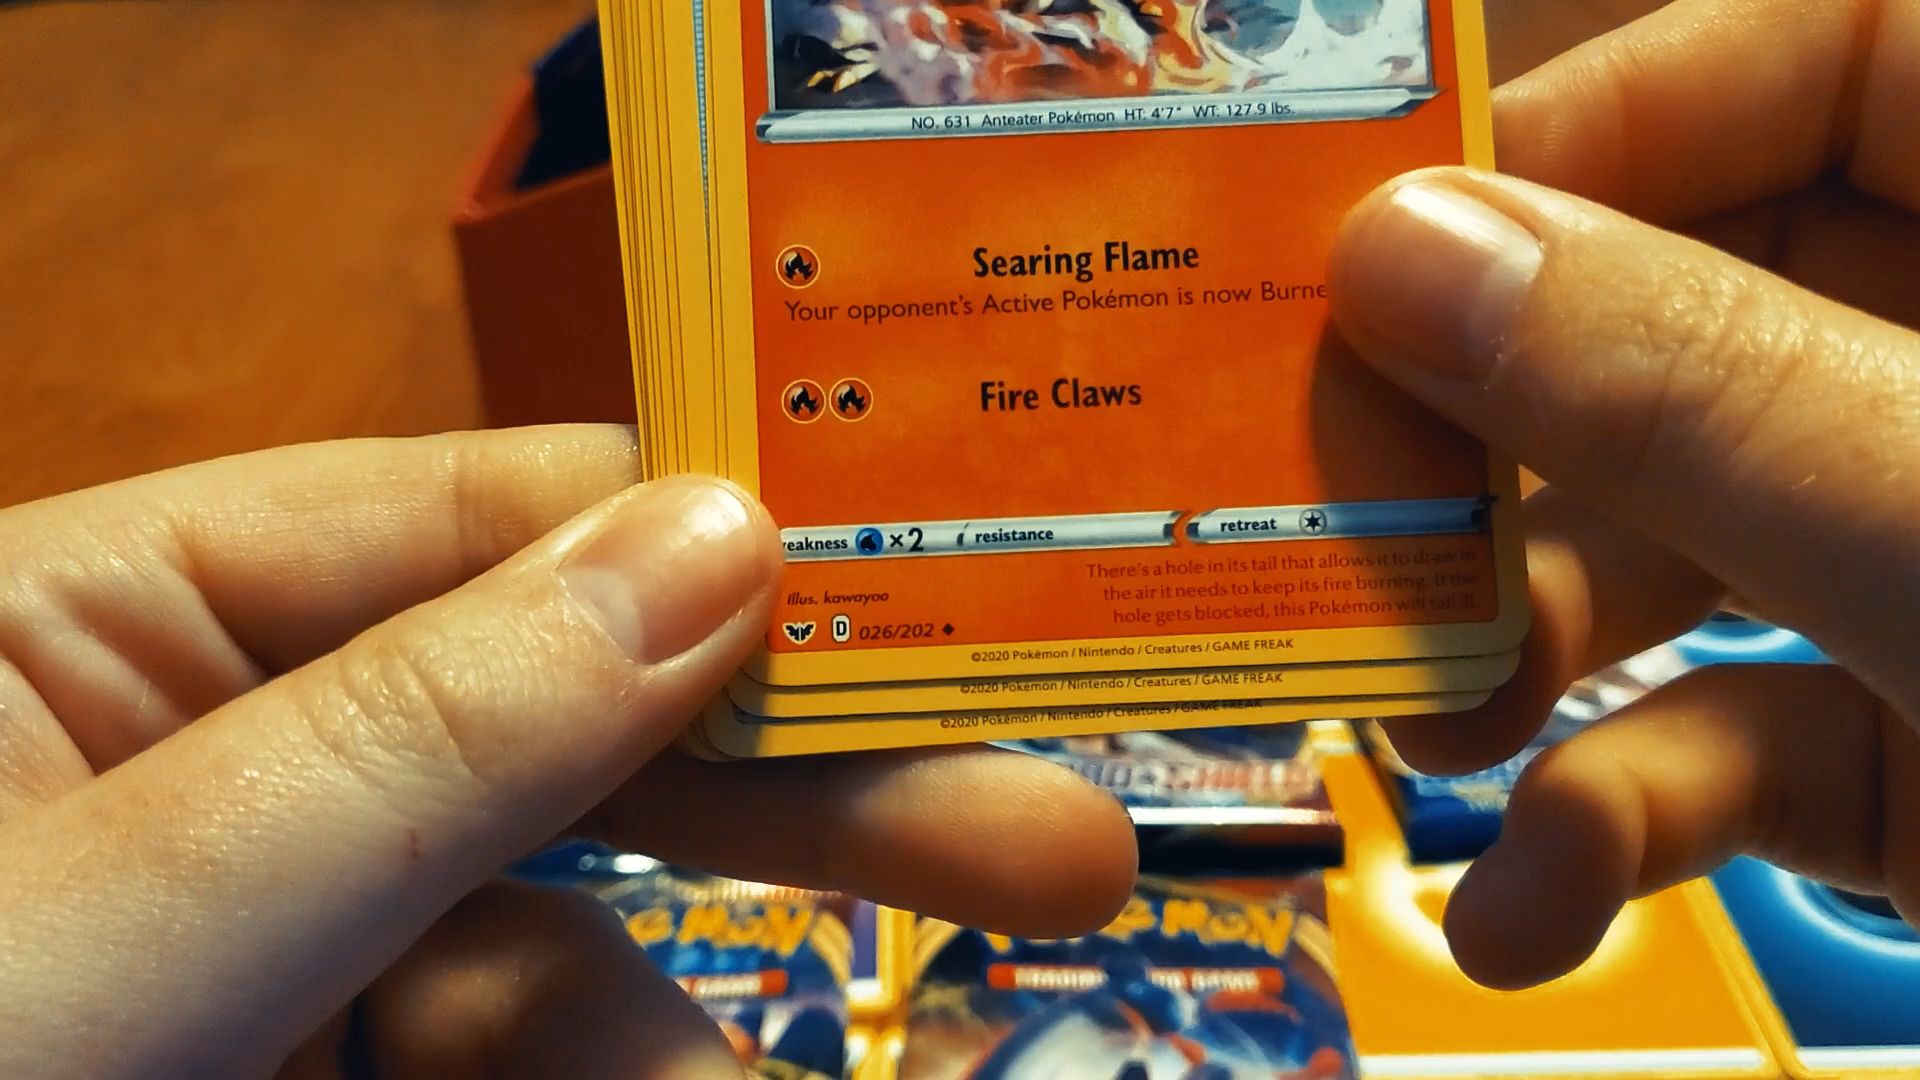 NO. 631 Anteater Pokémon HT: 4'7" WT: 127.9 lbs.
Searing Flame
Your opponent's Active Pokémon is now Burne
Fire Claws
eakness ×2 resistance retreat
There's a hole in its tail that allows it to draw in
the air it needs to keep its fire burning. If the
hole gets blocked, this Pokémon will fall ill.
Illus. kawayoo
D 026/202
©2020 Pokémon / Nintendo / Creatures / GAME FREAK
©2020 Pokémon / Nintendo / Creatures / GAME FREAK
©2020 Pokémon / Nintendo / Creatures / GAME FREAK